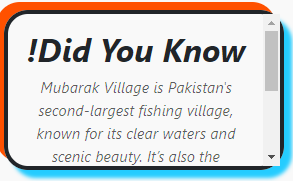 !Did You Know
Mubarak Village is Pakistan's
second-largest fishing village,
known for its clear waters and
scenic beauty. It's also the